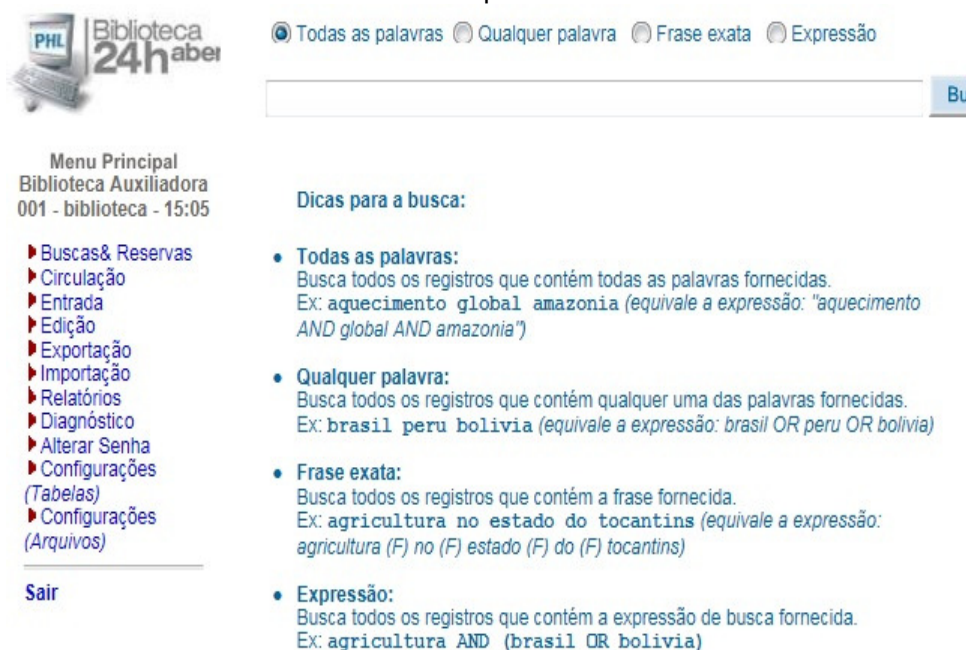 PHL
Biblioteca
24h aber
Todas as palavras Qualquer palavra Frase exata Expressão
Bu
Menu Principal
Biblioteca Auxiliadora
001 - biblioteca - 15:05
Buscas& Reservas
Circulação
Entrada
Edição
Exportação
Importação
Relatórios
Diagnóstico
Alterar Senha
Configurações
(Tabelas)
Configurações
(Arquivos)
Sair
Dicas para a busca:
• Todas as palavras:
Busca todos os registros que contém todas as palavras fornecidas.
Ex: aquecimento global amazonia (equivale a expressão: "aquecimento
AND global AND amazonia")
• Qualquer palavra:
Busca todos os registros que contém qualquer uma das palavras fornecidas.
Ex: brasil peru bolivia (equivale a expressão: brasil OR peru OR bolivia)
• Frase exata:
Busca todos os registros que contém a frase fornecida.
Ex: agricultura no estado do tocantins (equivale a expressão:
agricultura (F) no (F) estado (F) do (F) tocantins)
• Expressão:
Busca todos os registros que contém a expressão de busca fornecida.
Ex: agricultura AND (brasil OR bolivia)